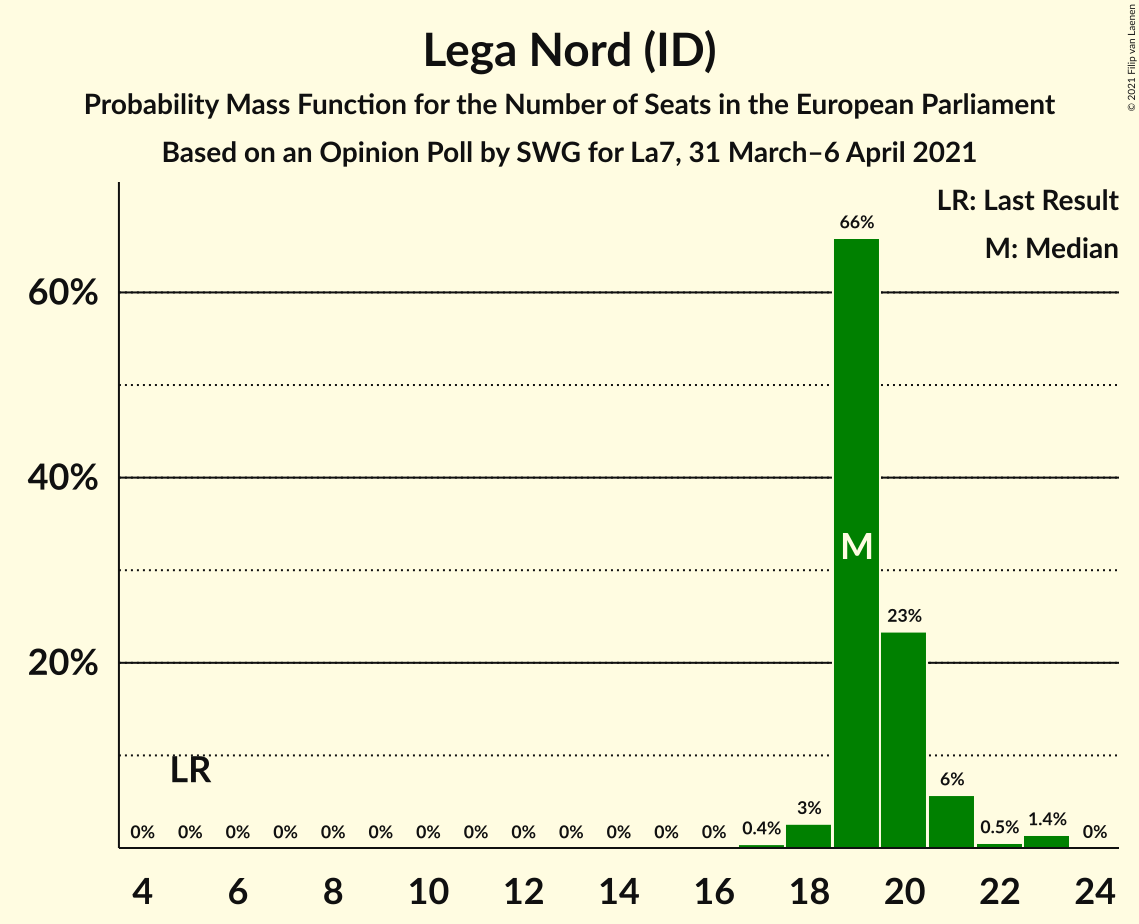 Lega Nord (ID)
Probability Mass Function for the Number of Seats in the European Parliament
Based on an Opinion Poll by SWG for La7, 31 March–6 April 2021
© 2021 Filip van Laenen
LR: Last Result
M: Median
66%
60%
40%
M
23%
20%
LR
6%
3%
0% 0% 0% 0% 0% 0% 0% 0% 0% 0% 0% 0% 0% 0.4% 0.5% 1.4% 0%
4 6 8 10 12 14 16 18 20 22 24